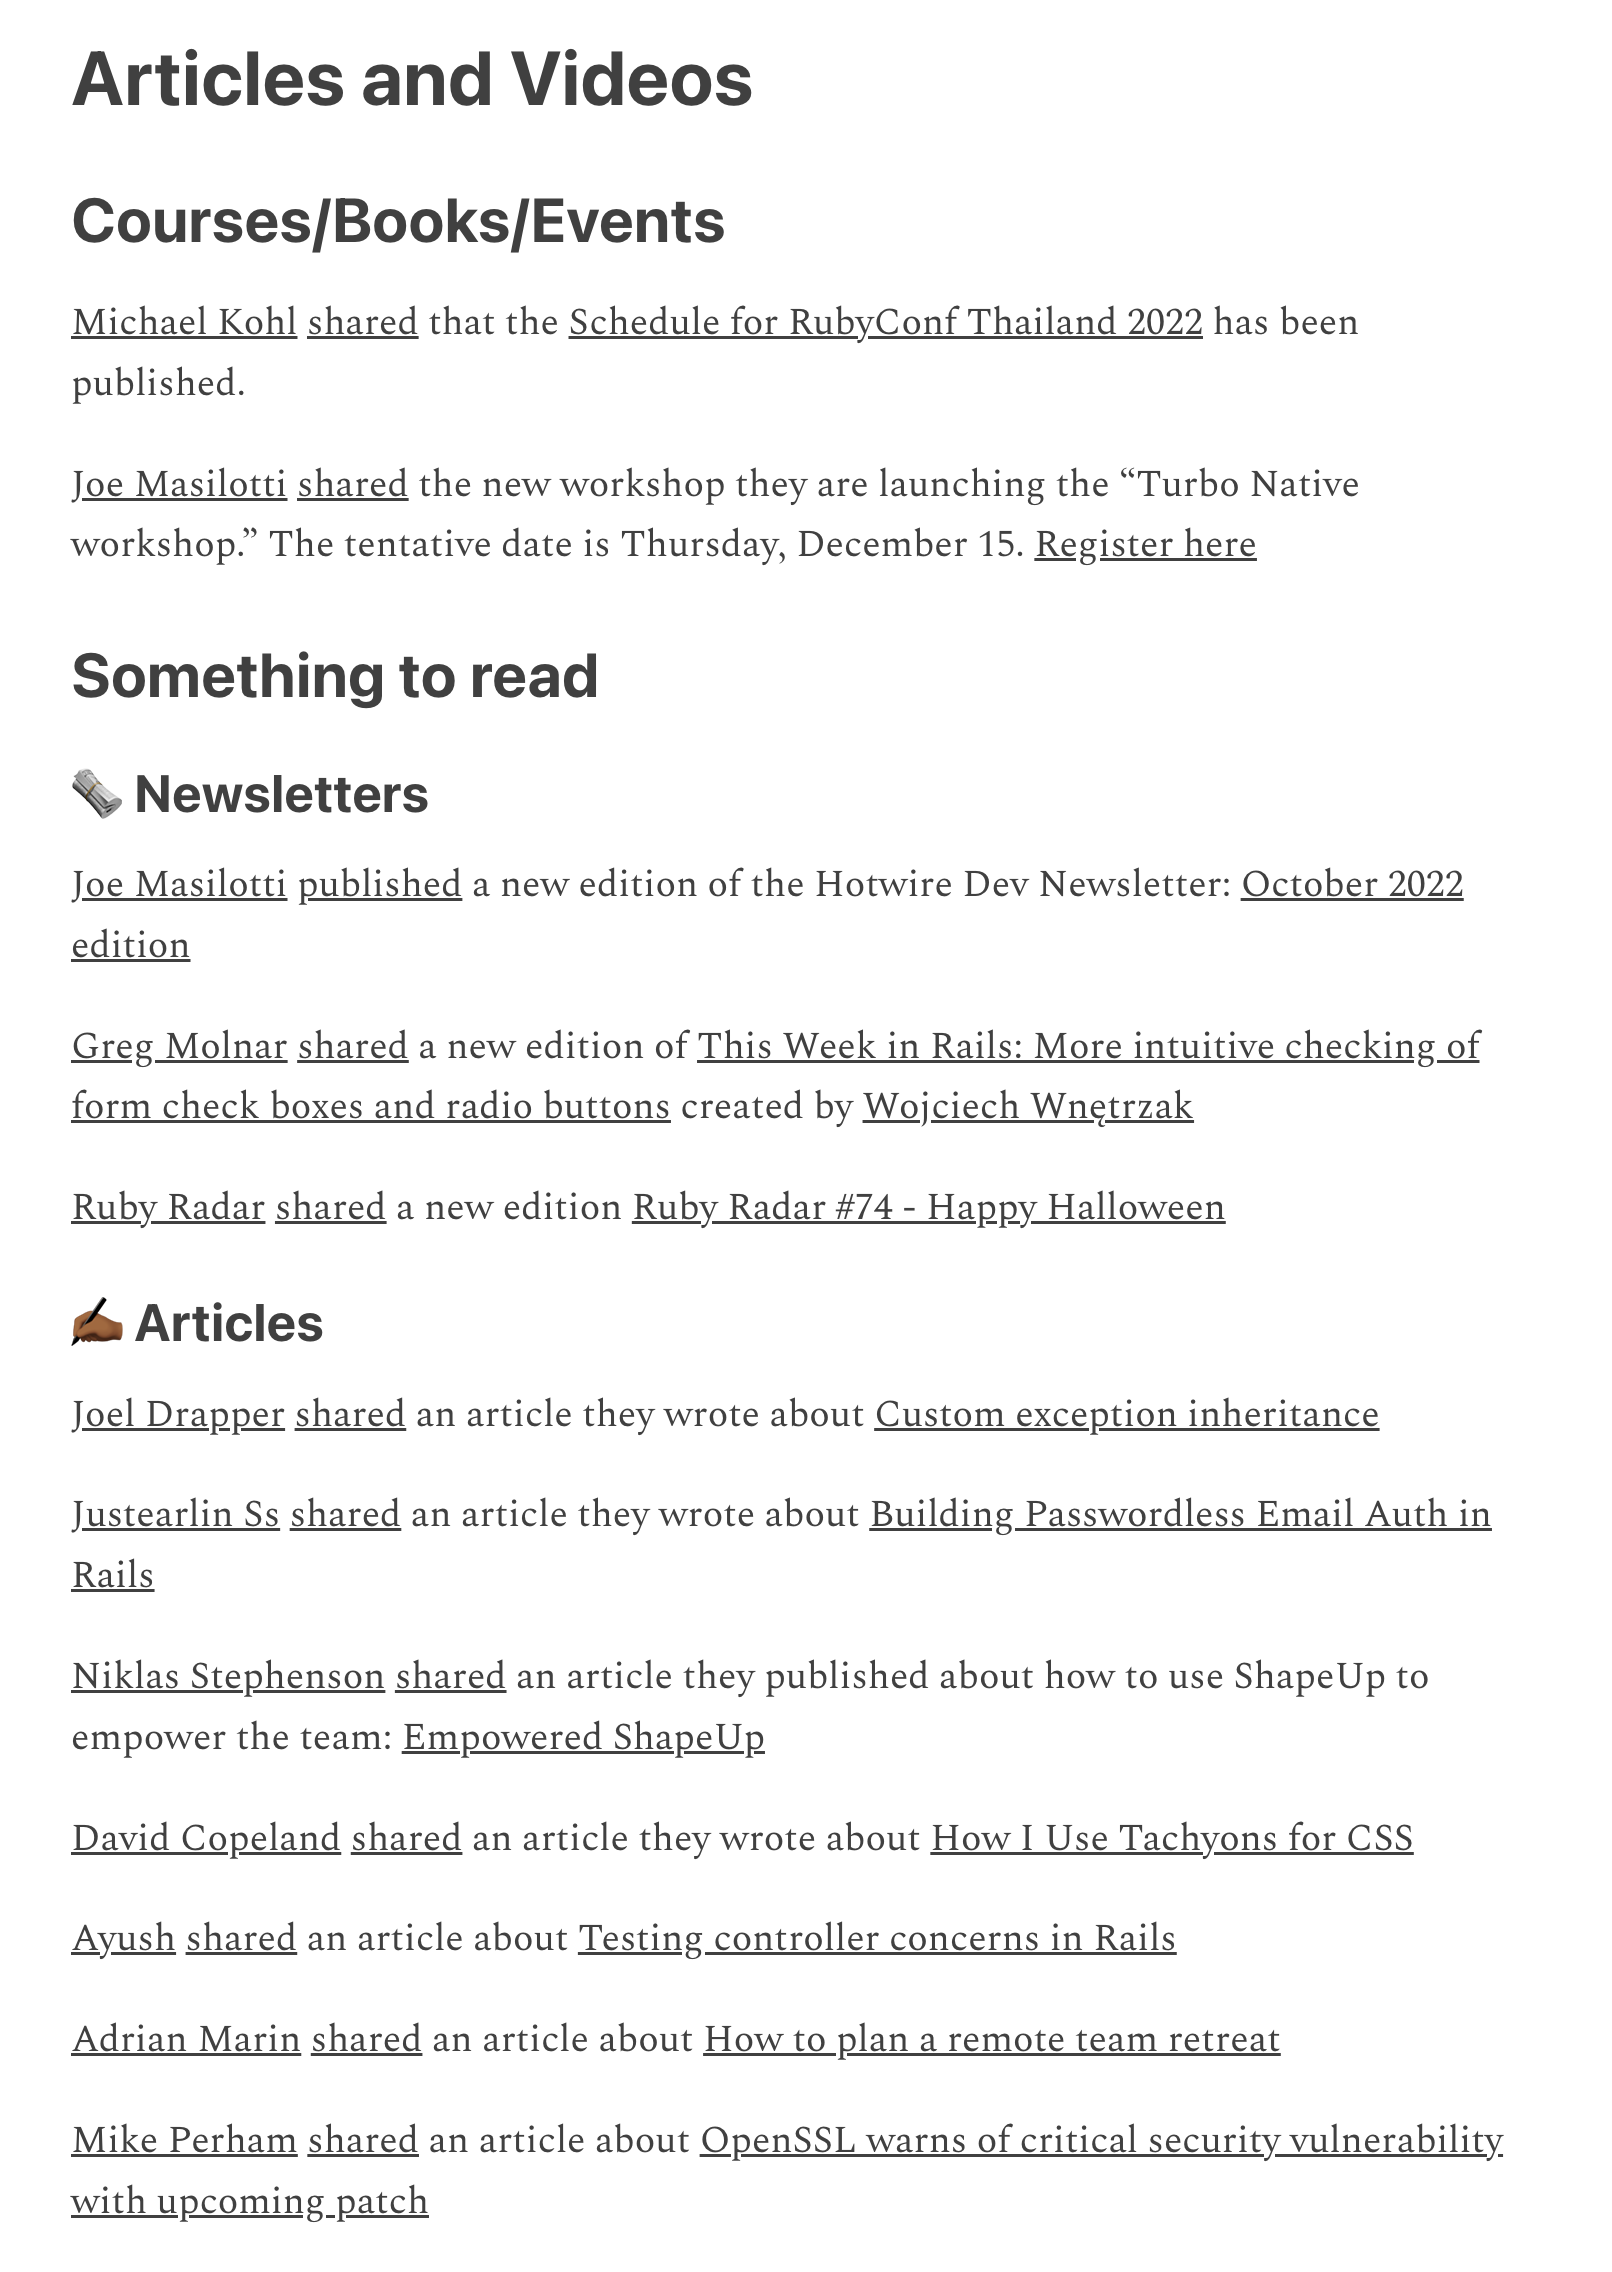 Articles and Videos
Courses/Books/Events
Michael Kohl shared that the Schedule for RubyConf Thailand 2022 has been
published.
Joe Masilotti shared the new workshop they are launching the “Turbo Native
workshop.” The tentative date is Thursday, December 15. Register here
Something to read
🗞 Newsletters
Joe Masilotti published a new edition of the Hotwire Dev Newsletter: October 2022
edition
Greg Molnar shared a new edition of This Week in Rails: More intuitive checking of
form check boxes and radio buttons created by Wojciech Wnętrzak
Ruby Radar shared a new edition Ruby Radar #74 - Happy Halloween
✍🏾 Articles
Joel Drapper shared an article they wrote about Custom exception inheritance
Justearlin Ss shared an article they wrote about Building Passwordless Email Auth in
Rails
Niklas Stephenson shared an article they published about how to use ShapeUp to
empower the team: Empowered ShapeUp
David Copeland shared an article they wrote about How I Use Tachyons for CSS
Ayush shared an article about Testing controller concerns in Rails
Adrian Marin shared an article about How to plan a remote team retreat
Mike Perham shared an article about OpenSSL warns of critical security vulnerability
with upcoming patch